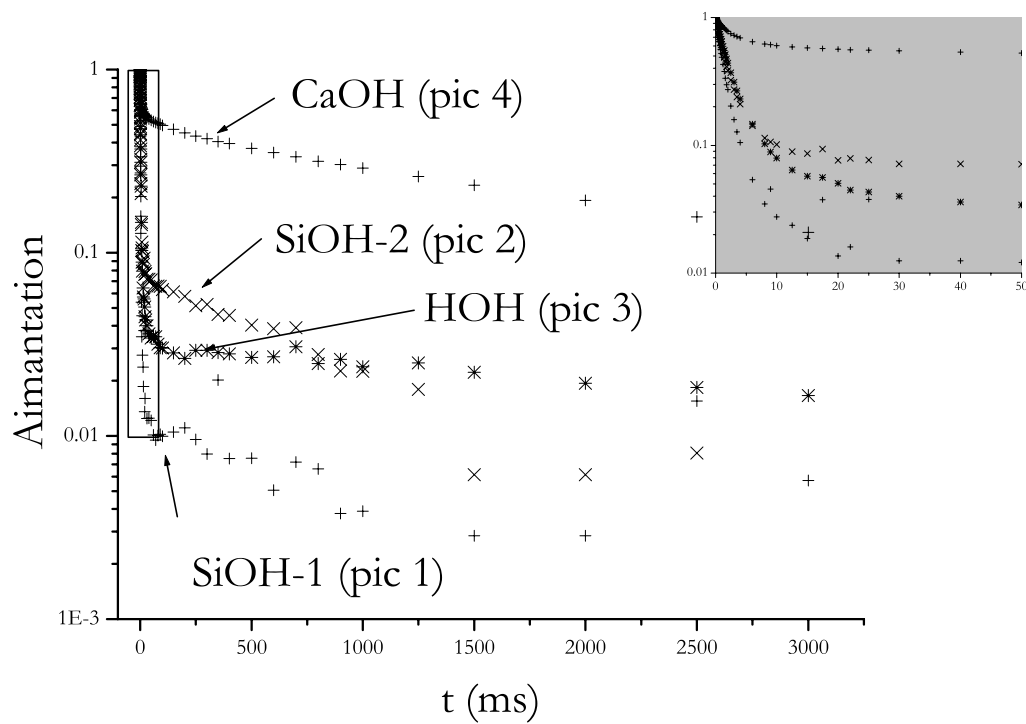 1
0.1
0.01
0 10 20 30 40 50
1
0.1
0.01
1E-3
Aimantation
CaOH (pic 4)
SiOH-2 (pic 2)
HOH (pic 3)
SiOH-1 (pic 1)
0 500 1000 1500 2000 2500 3000
t (ms)